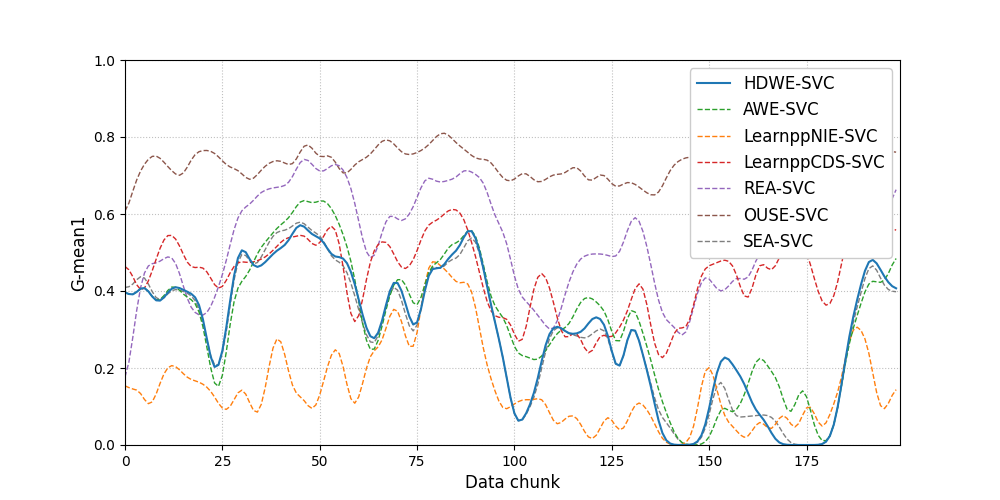 1.0
0.8
0.6
0.4
0.2
0.0
G-mean1
0
25
50
75
100
125
150
175
Data chunk
HDWE-SVC
AWE-SVC
LearnppNIE-SVC
LearnppCDS-SVC
REA-SVC
OUSE-SVC
SEA-SVC